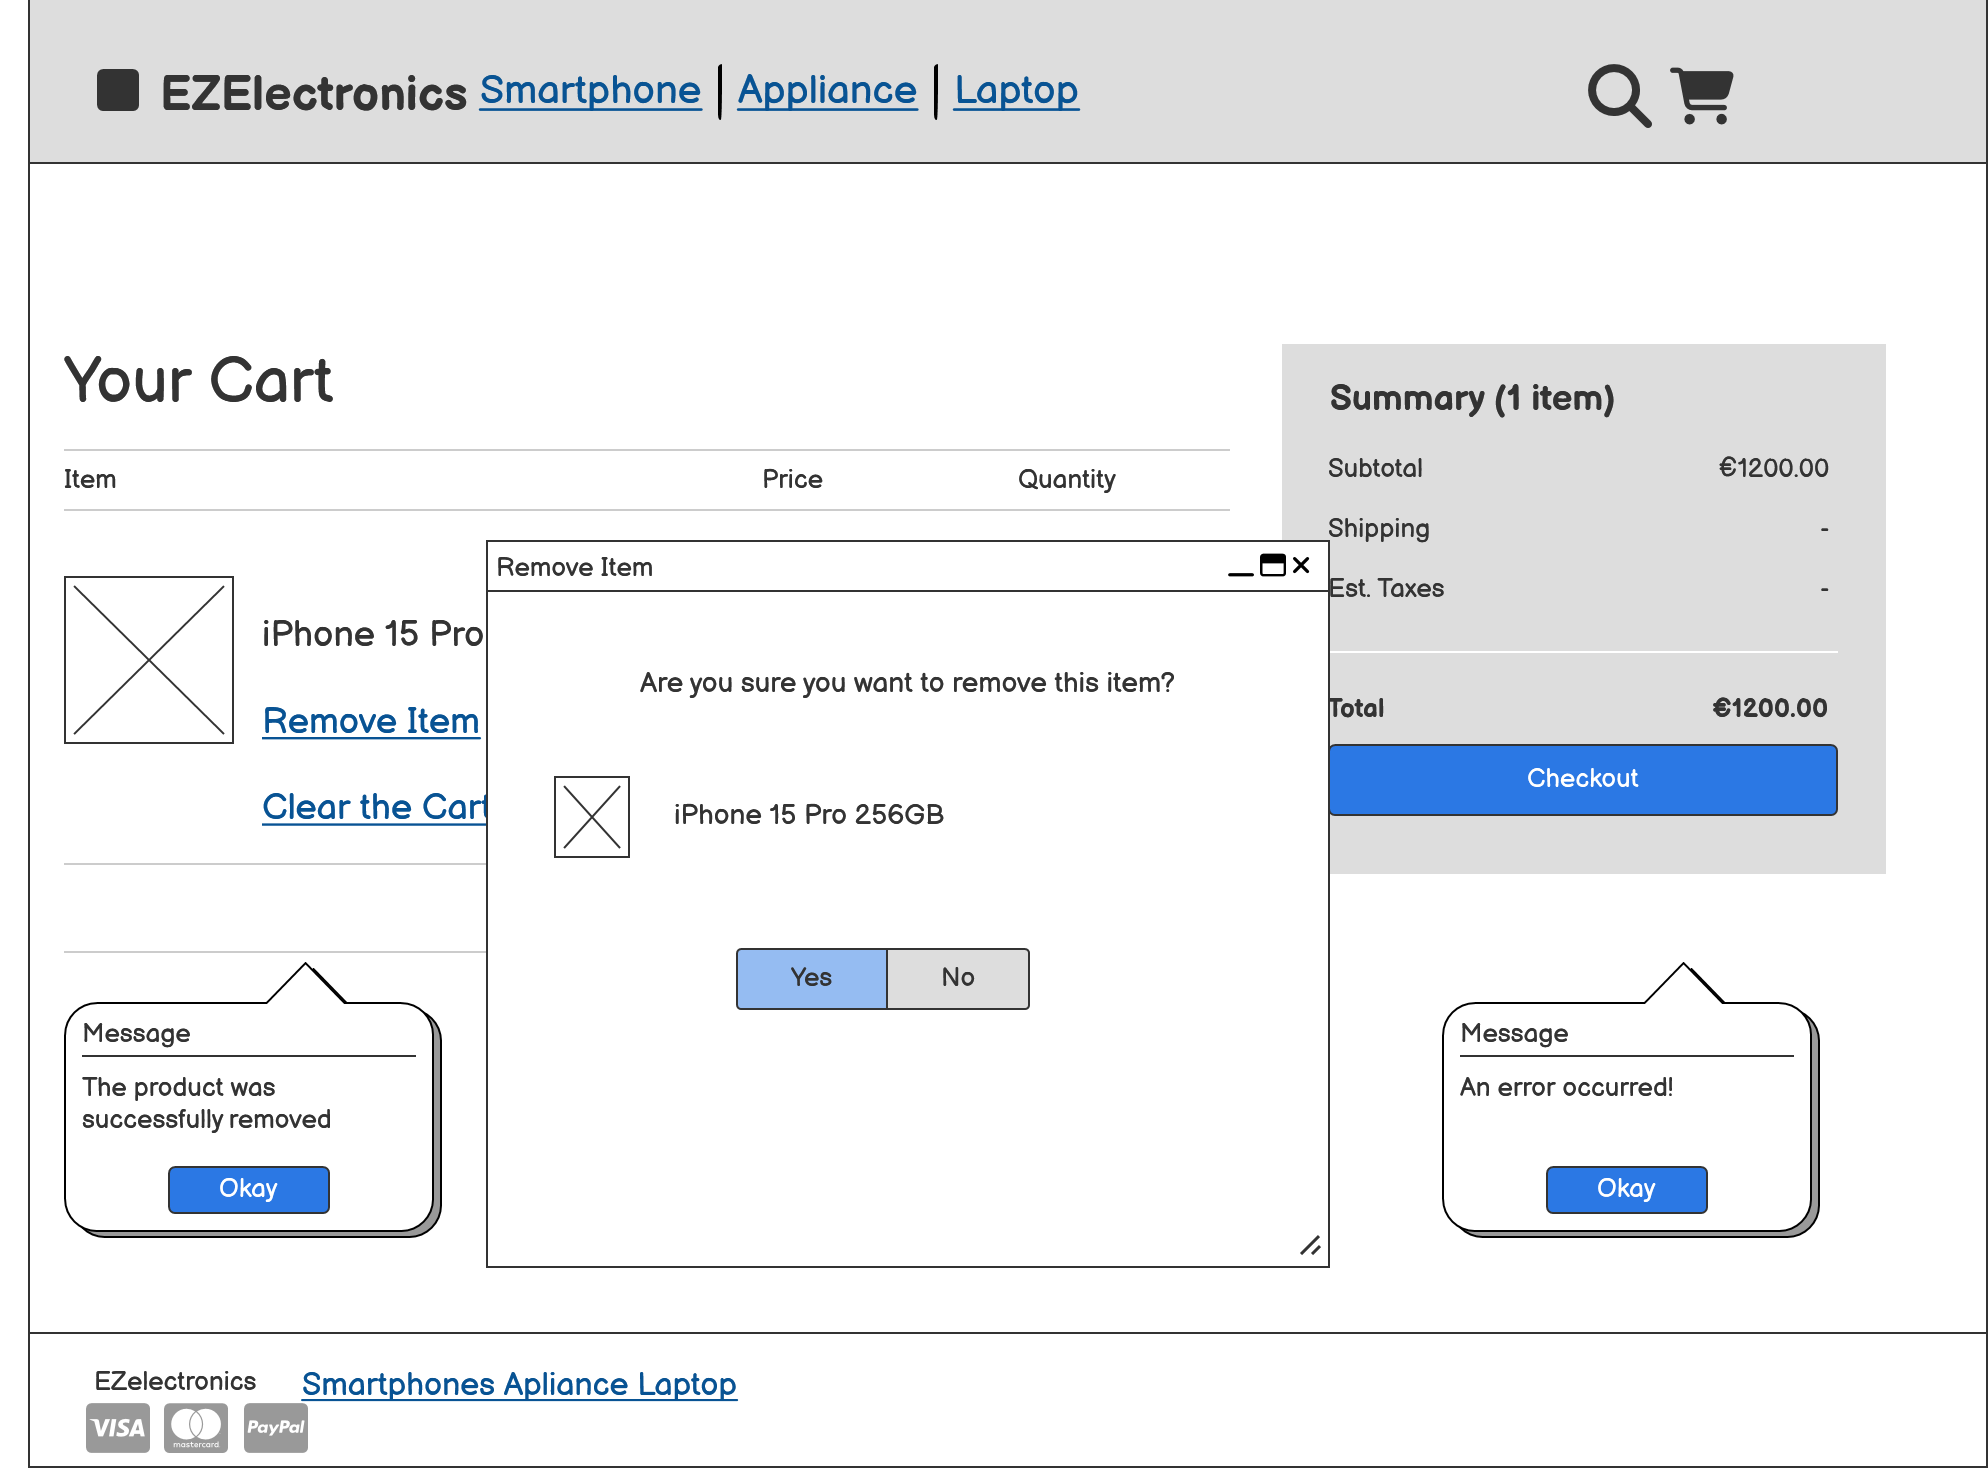 EZElectronics Smartphone Appliance Laptop
Your Cart
Item Price Quantity
iPhone 15 Pro
Remove Item
Clear the Cart
Summary (1 item)
Subtotal €1200.00
Shipping -
Est. Taxes -
Total €1200.00
Checkout
Remove Item
Are you sure you want to remove this item?
iPhone 15 Pro 256GB
Yes No
Message
The product was
successfully removed
Okay
Message
An error occurred!
Okay
EZelectronics Smartphones Apliance Laptop
VISA mastercard PayPal